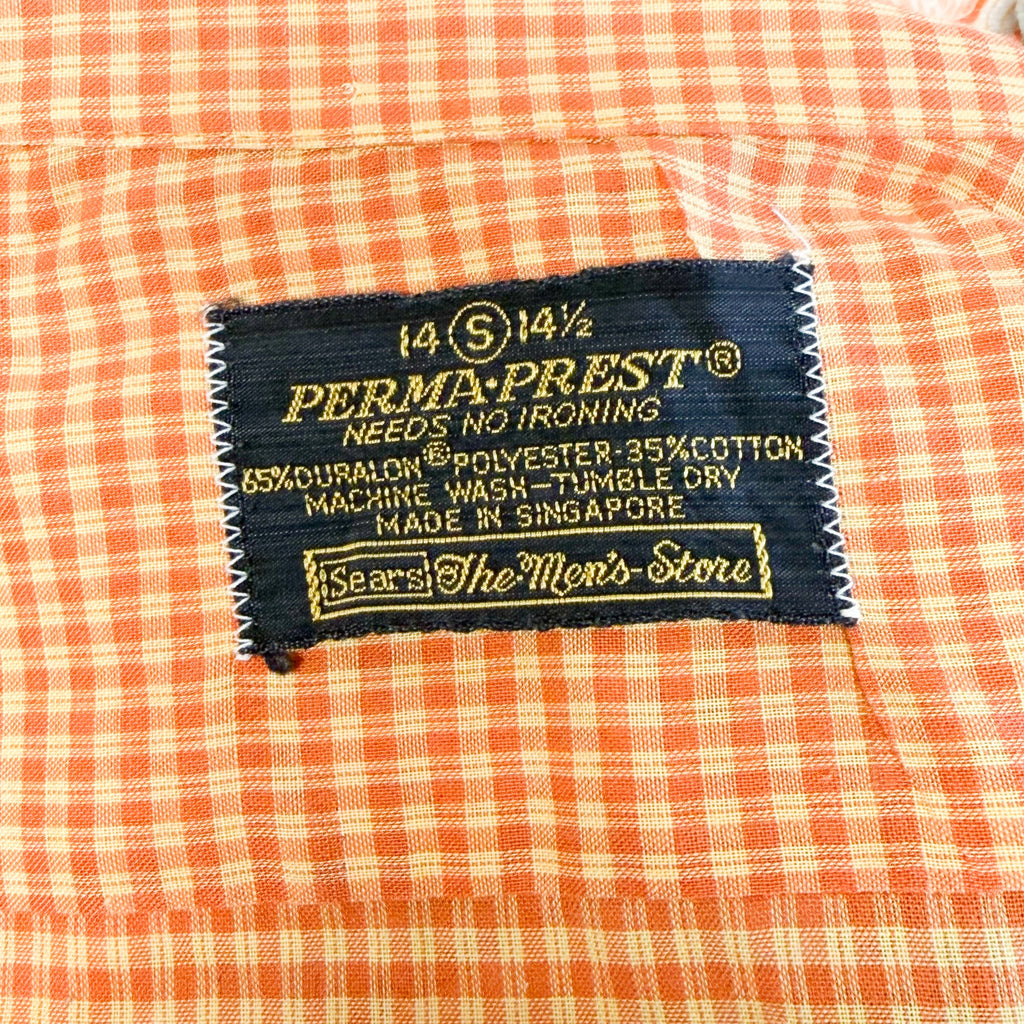 14 S 14½
PERMA·PREST®
NEEDS NO IRONING
65% DURALON® POLYESTER-35% COTTON
MACHINE WASH—TUMBLE DRY
MADE IN SINGAPORE
Sears The-Men's-Store